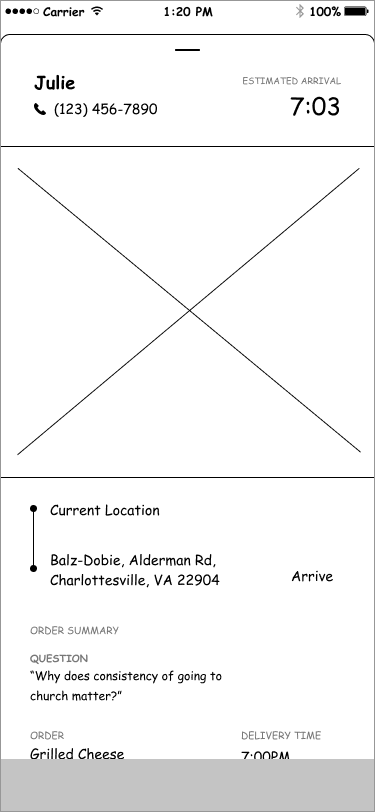 Carrier 1:20 PM 100%
Julie
ESTIMATED ARRIVAL
(123) 456-7890
7:03
Current Location
Balz-Dobie, Alderman Rd,
Charlottesville, VA 22904
Arrive
ORDER SUMMARY
QUESTION
“Why does consistency of going to
church matter?”
ORDER DELIVERY TIME
Grilled Cheese 7:00PM